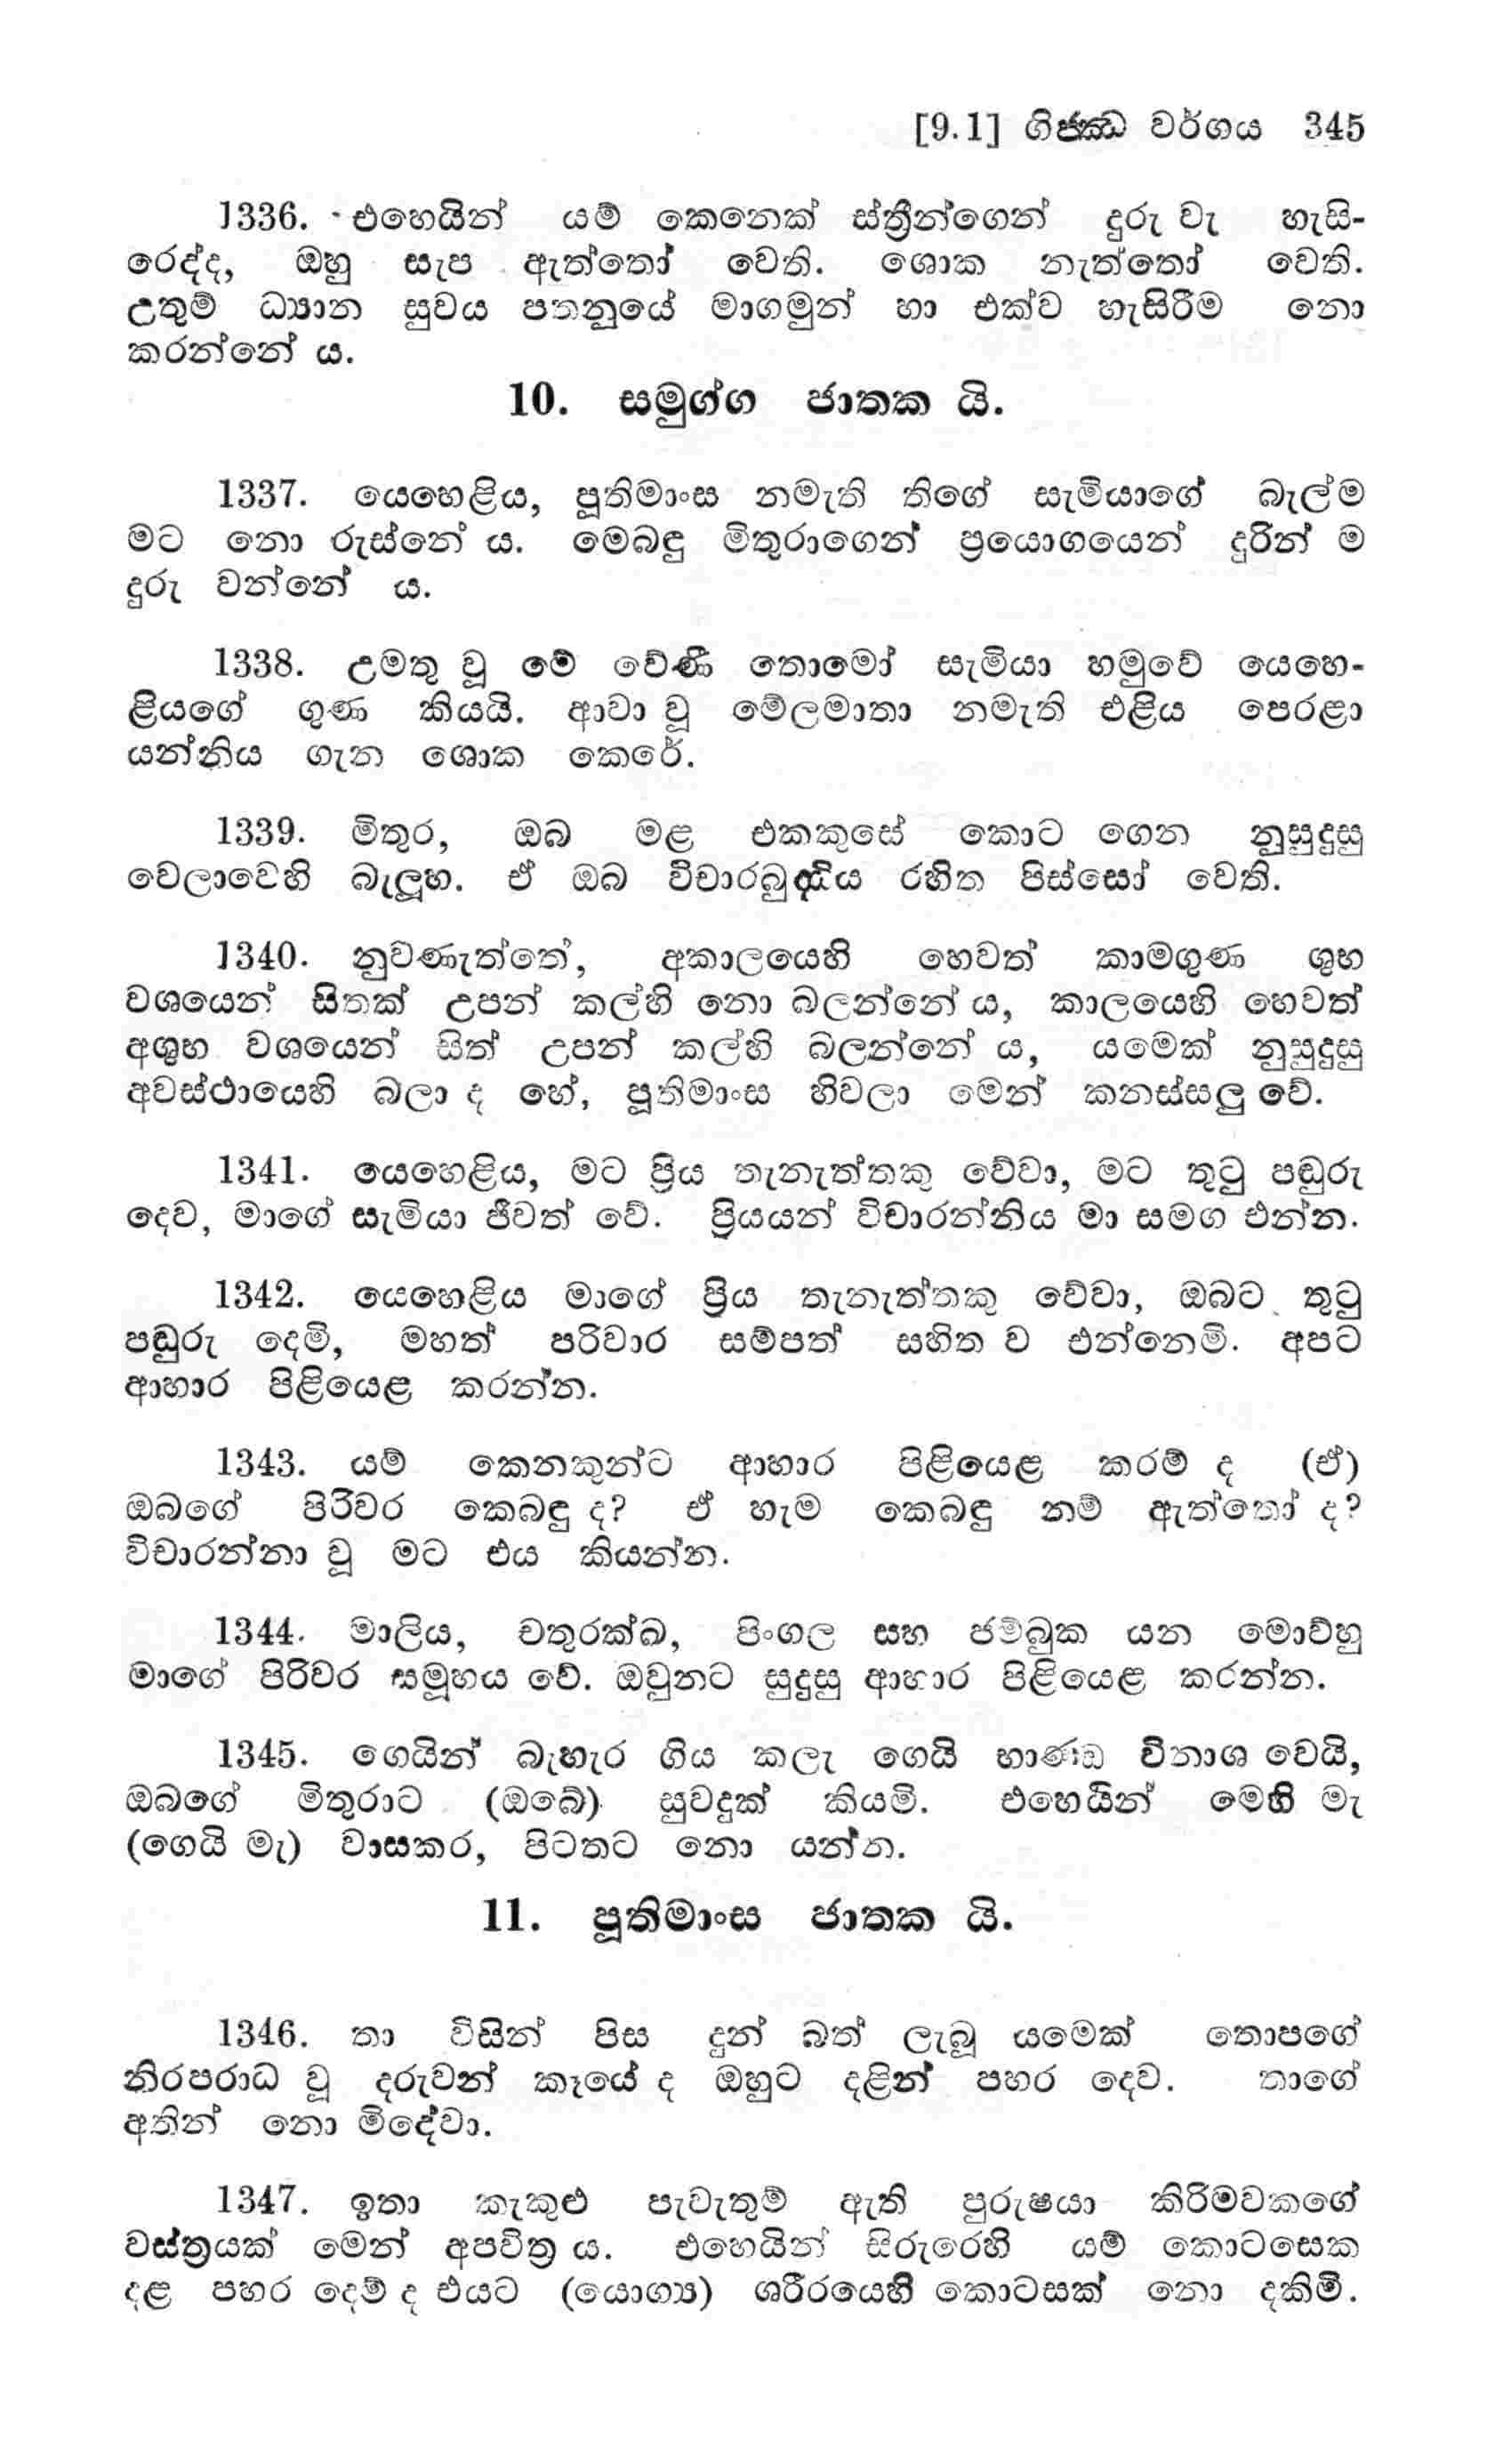 [9.1] ගිජ්ඣ වර්ගය 345
1336. එහෙයින් යම් කෙනෙක් ස්ත්‍රීන්ගෙන් දුරු වැ හැසි-
රෙද්ද, ඔහු සැප ඇත්තෝ වෙති. ශොක නැත්තෝ වෙති.
උතුම් ධ්‍යාන සුවය පතනුයේ මාගමුන් හා එක්ව හැසිරීම නො
කරන්නේ ය.
10. සමුග්ග ජාතක යි.
1337. යෙහෙළිය, පූතිමාංස නමැති තිගේ සැමියාගේ බැල්ම
මට නො රුස්නේ ය. මෙබඳු මිතුරාගෙන් ප්‍රයොගයෙන් දුරින් ම
දුරු වන්නේ ය.
1338. උමතු වූ මේ වේණී තොමෝ සැමියා හමුවේ යෙහෙ-
ළියගේ ගුණ කියයි. ආවා වූ මේලමාතා නමැති එළිය පෙරළා
යන්නිය ගැන ශොක කෙරේ.
1339. මිතුර, ඔබ මළ එකකුසේ කොට ගෙන නුසුදුසු
වෙලාවෙහි බැලූහ. ඒ ඔබ විචාරබුද්ධිය රහිත පිස්සෝ වෙති.
1340. නුවණැත්තේ, අකාලයෙහි හෙවත් කාමගුණ ශුභ
වශයෙන් සිතක් උපන් කල්හි නො බලන්නේ ය, කාලයෙහි හෙවත්
අශුභ වශයෙන් සිත් උපන් කල්හි බලන්නේ ය, යමෙක් නුසුදුසු
අවස්ථායෙහි බලා ද හේ, පූතිමාංස හිවලා මෙන් කනස්සලු වේ.
1341. යෙහෙළිය, මට ප්‍රිය තැනැත්තකු වේවා, මට තුටු පඬුරු
දෙව, මාගේ සැමියා ජීවත් වේ. ප්‍රියයන් විචාරන්නිය මා සමග එන්න.
1342. යෙහෙළිය මාගේ ප්‍රිය තැනැත්තකු වේවා, ඔබට තුටු
පඬුරු දෙමි, මහත් පරිවාර සම්පත් සහිත ව එන්නෙමි. අපට
ආහාර පිළියෙළ කරන්න.
1343. යම් කෙනකුන්ට ආහාර පිළියෙළ කරම් ද (ඒ)
ඔබගේ පිරිවර කෙබඳු ද? ඒ හැම කෙබඳු නම් ඇත්තෝ ද?
විචාරන්නා වූ මට එය කියන්න.
1344. මාලිය, චතුරක්ඛ, පිංගල සහ ජම්බුක යන මොව්හු
මාගේ පිරිවර සමූහය වේ. ඔවුනට සුදුසු ආහාර පිළියෙළ කරන්න.
1345. ගෙයින් බැහැර ගිය කලැ ගෙයි භාණ්ඩ විනාශ වෙයි,
ඔබගේ මිතුරාට (ඔබේ) සුවදුක් කියමි. එහෙයින් මෙහි මැ
(ගෙයි මැ) වාසකර, පිටතට නො යන්න.
11. පූතිමාංස ජාතක යි.
1346. තා විසින් පිස දුන් බත් ලැබූ යමෙක් තොපගේ
නිරපරාධ වූ දරුවන් කෑයේ ද ඔහුට දළින් පහර දෙව. තාගේ
අතින් නො මිදේවා.
1347. ඉතා කැකුළු පැවැතුම් ඇති පුරුෂයා කිරිමවකගේ
වස්ත්‍රයක් මෙන් අපවිත්‍ර ය. එහෙයින් සිරුරෙහි යම් කොටසෙක
දළ පහර දෙම් ද එයට (යොග්‍ය) ශරීරයෙහි කොටසක් නො දකිමි.